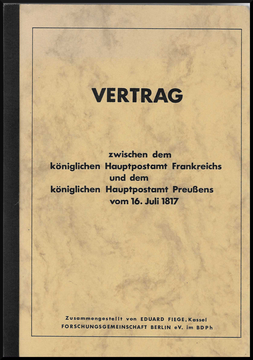 VERTRAG
zwischen dem
königlichen Hauptpostamt Frankreichs
und dem
königlichen Hauptpostamt Preußens
vom 16. Juli 1817
Zusammengestellt von EDUARD FIEGE, Kassel
FORSCHUNGSGEMEINSCHAFT BERLIN eV. im BDPh